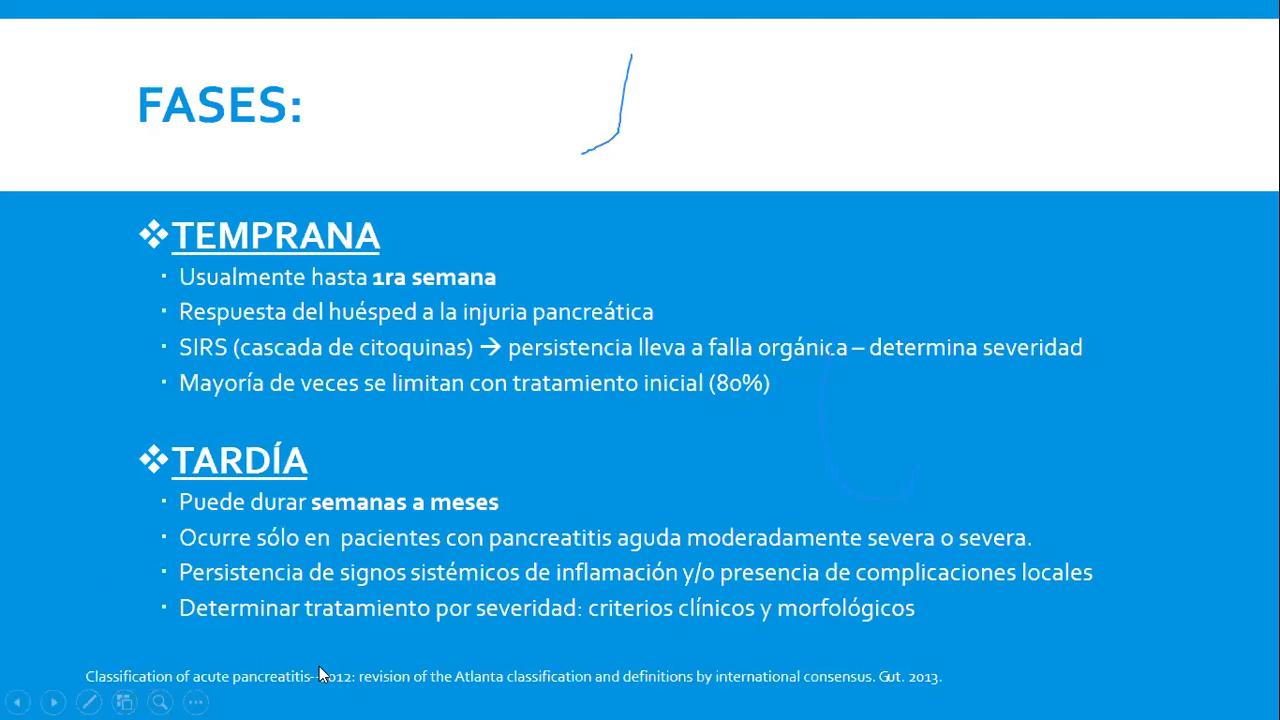 FASES:
❖TEMPRANA
▪ Usualmente hasta 1ra semana
▪ Respuesta del huésped a la injuria pancreática
▪ SIRS (cascada de citoquinas) → persistencia lleva a falla orgánica – determina severidad
▪ Mayoría de veces se limitan con tratamiento inicial (80%)
❖TARDÍA
▪ Puede durar semanas a meses
▪ Ocurre sólo en pacientes con pancreatitis aguda moderadamente severa o severa.
▪ Persistencia de signos sistémicos de inflamación y/o presencia de complicaciones locales
▪ Determinar tratamiento por severidad: criterios clínicos y morfológicos
Classification of acute pancreatitis--2012: revision of the Atlanta classification and definitions by international consensus. Gut. 2013.